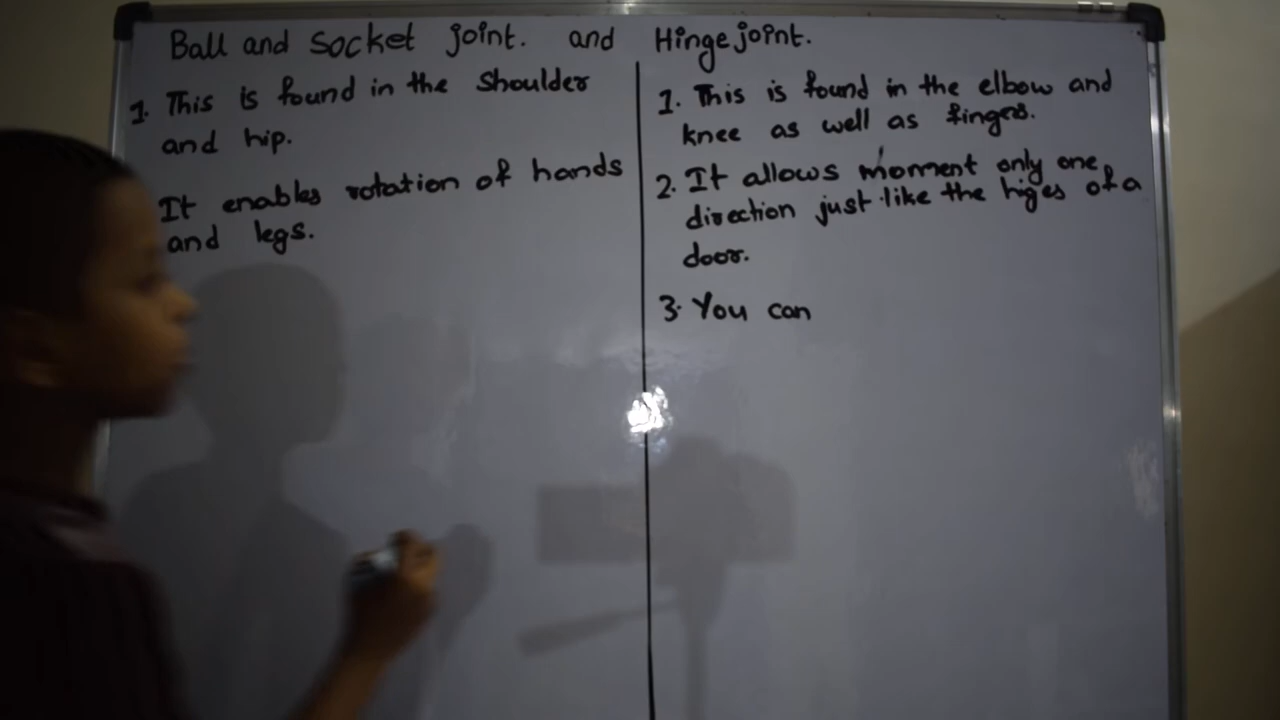 Ball and socket joint. and Hinge joint.
1. This is found in the shoulder
and hip.
It enables rotation of hands
and legs.
1. This is found in the elbow and
knee as well as finges.
2. It allows moment only one
direction just like the higes of a
door.
3. You can